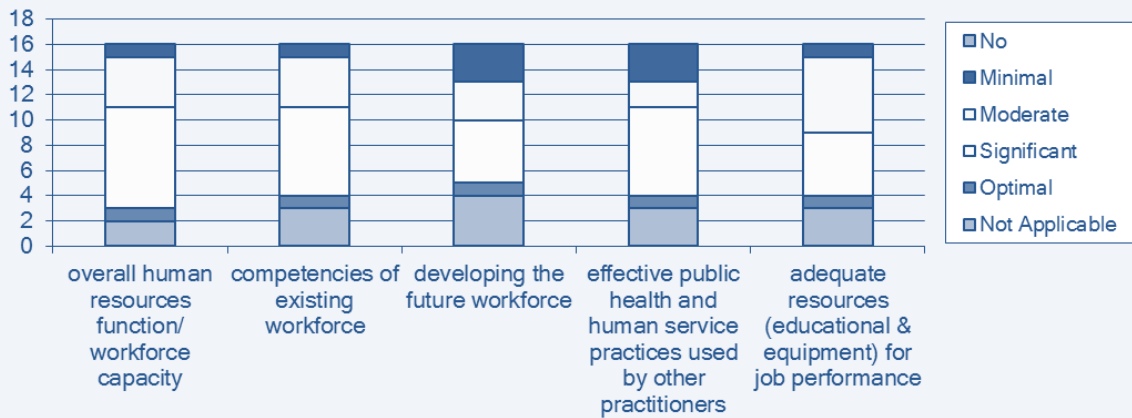 18
16
14
12
10
8
6
4
2
0
overall human
resources
function/
workforce
capacity
competencies of
existing
workforce
developing the
future workforce
effective public
health and
human service
practices used
by other
practitioners
adequate
resources
(educational &
equipment) for
job performance
No
Minimal
Moderate
Significant
Optimal
Not Applicable